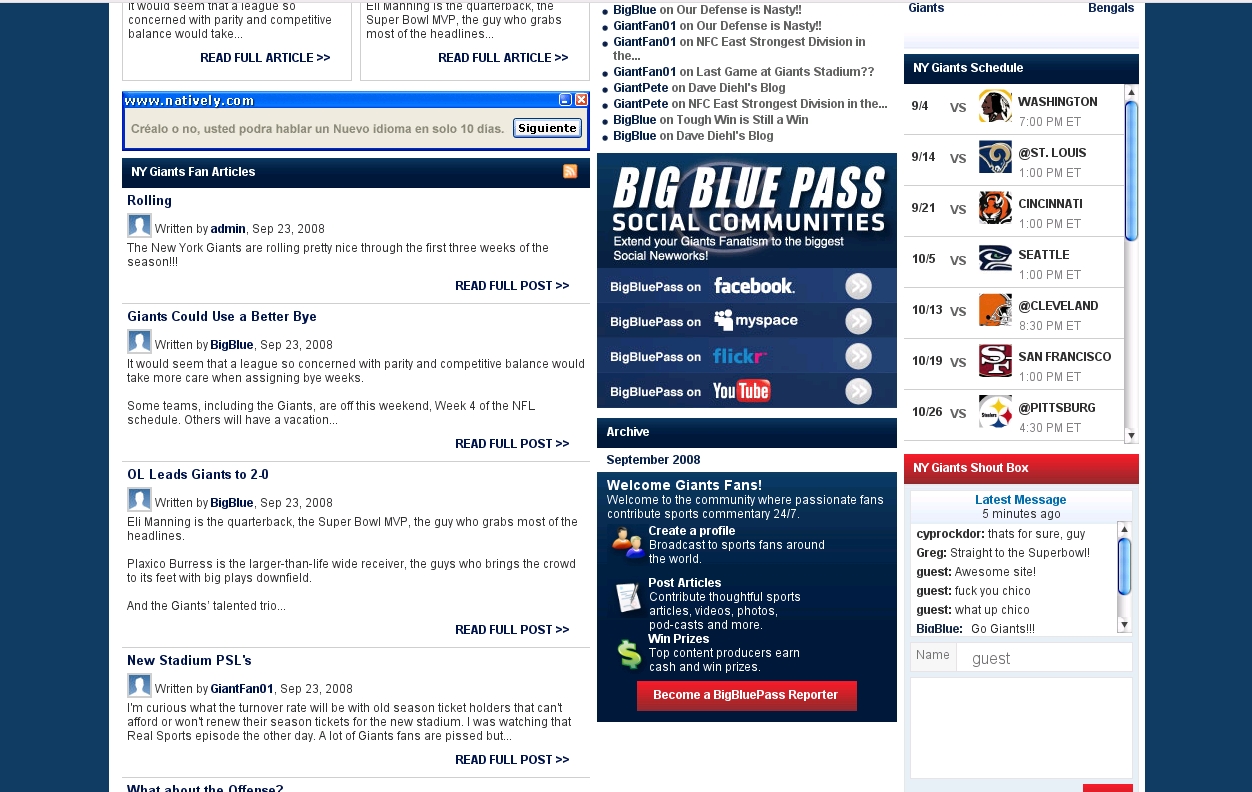 It would seem that a league so
concerned with parity and competitive
balance would take...
READ FULL ARTICLE >>
Eli Manning is the quarterback, the
Super Bowl MVP, the guy who grabs
most of the headlines...
READ FULL ARTICLE >>
www.natively.com
Créalo o no, usted podra hablar un Nuevo idioma en solo 10 días.
Siguiente
NY Giants Fan Articles
Rolling
Written by admin, Sep 23, 2008
The New York Giants are rolling pretty nice through the first three weeks of the
season!!!
READ FULL POST >>
Giants Could Use a Better Bye
Written by BigBlue, Sep 23, 2008
It would seem that a league so concerned with parity and competitive balance would
take more care when assigning bye weeks.
Some teams, including the Giants, are off this weekend, Week 4 of the NFL
schedule. Others will have a vacation...
READ FULL POST >>
OL Leads Giants to 2-0
Written by BigBlue, Sep 23, 2008
Eli Manning is the quarterback, the Super Bowl MVP, the guy who grabs most of the
headlines.
Plaxico Burress is the larger-than-life wide receiver, the guys who brings the crowd
to its feet with big plays downfield.
And the Giants' talented trio...
READ FULL POST >>
New Stadium PSL's
Written by GiantFan01, Sep 23, 2008
I'm curious what the turnover rate will be with old season ticket holders that can't
afford or won't renew their season tickets for the new stadium. I was watching that
Real Sports episode the other day. A lot of Giants fans are pissed but...
READ FULL POST >>
What about the Offense?
BigBlue on Our Defense is Nasty!!
GiantFan01 on Our Defense is Nasty!!
GiantFan01 on NFC East Strongest Division in
the...
GiantFan01 on Last Game at Giants Stadium??
GiantPete on Dave Diehl's Blog
GiantPete on NFC East Strongest Division in the...
BigBlue on Tough Win is Still a Win
BigBlue on Dave Diehl's Blog
BIG BLUE PASS
SOCIAL COMMUNITIES
Extend your Giants Fanatism to the biggest
Social Newworks!
BigBluePass on facebook.
BigBluePass on myspace
BigBluePass on flickr
BigBluePass on YouTube
Archive
September 2008
Welcome Giants Fans!
Welcome to the community where passionate fans
contribute sports commentary 24/7.
Create a profile
Broadcast to sports fans around
the world.
Post Articles
Contribute thoughtful sports
articles, videos, photos,
pod-casts and more.
Win Prizes
Top content producers earn
cash and win prizes.
Become a BigBluePass Reporter
Giants Bengals
NY Giants Schedule
9/4 VS WASHINGTON
7:00 PM ET
9/14 VS @ST. LOUIS
1:00 PM ET
9/21 VS CINCINNATI
1:00 PM ET
10/5 VS SEATTLE
1:00 PM ET
10/13 VS @CLEVELAND
8:30 PM ET
10/19 VS SAN FRANCISCO
1:00 PM ET
10/26 VS Steelers @PITTSBURG
4:30 PM ET
NY Giants Shout Box
Latest Message
5 minutes ago
cyprockdor: thats for sure, guy
Greg: Straight to the Superbowl!
guest: Awesome site!
guest: fuck you chico
guest: what up chico
BigBlue: Go Giants!!!
Name guest